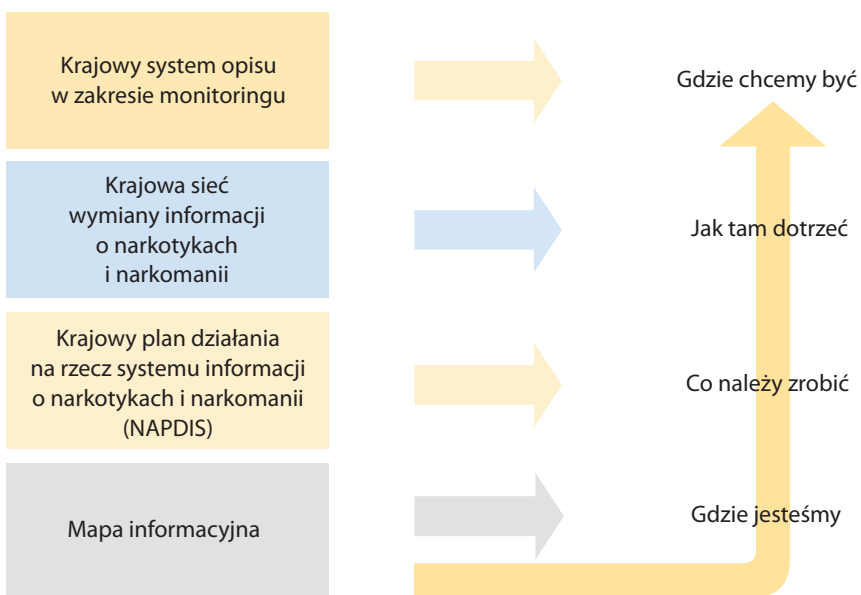 Krajowy system opisu
w zakresie monitoringu
Gdzie chcemy być
Krajowa sieć
wymiany informacji
o narkotykach
i narkomanii
Jak tam dotrzeć
Krajowy plan działania
na rzecz systemu informacji
o narkotykach i narkomanii
(NAPDIS)
Co należy zrobić
Mapa informacyjna
Gdzie jesteśmy